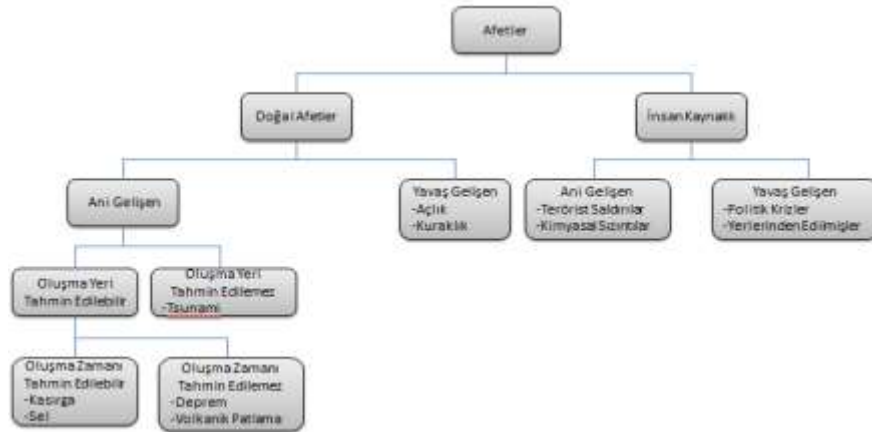 Afetler
Doğal Afetler
İnsan Kaynaklı
Ani Gelişen
Yavaş Gelişen
-Açlık
-Kuraklık
Ani Gelişen
-Terörist Saldırılar
-Kimyasal Sızıntılar
Yavaş Gelişen
-Politik Krizler
-Yerlerinden Edilmişler
Oluşma Yeri
Tahmin Edilebilir
Oluşma Yeri
Tahmin Edilemez
-Tsunami
Oluşma Zamanı
Tahmin Edilebilir
-Kasırga
-Sel
Oluşma Zamanı
Tahmin Edilemez
-Deprem
-Volkanik Patlama